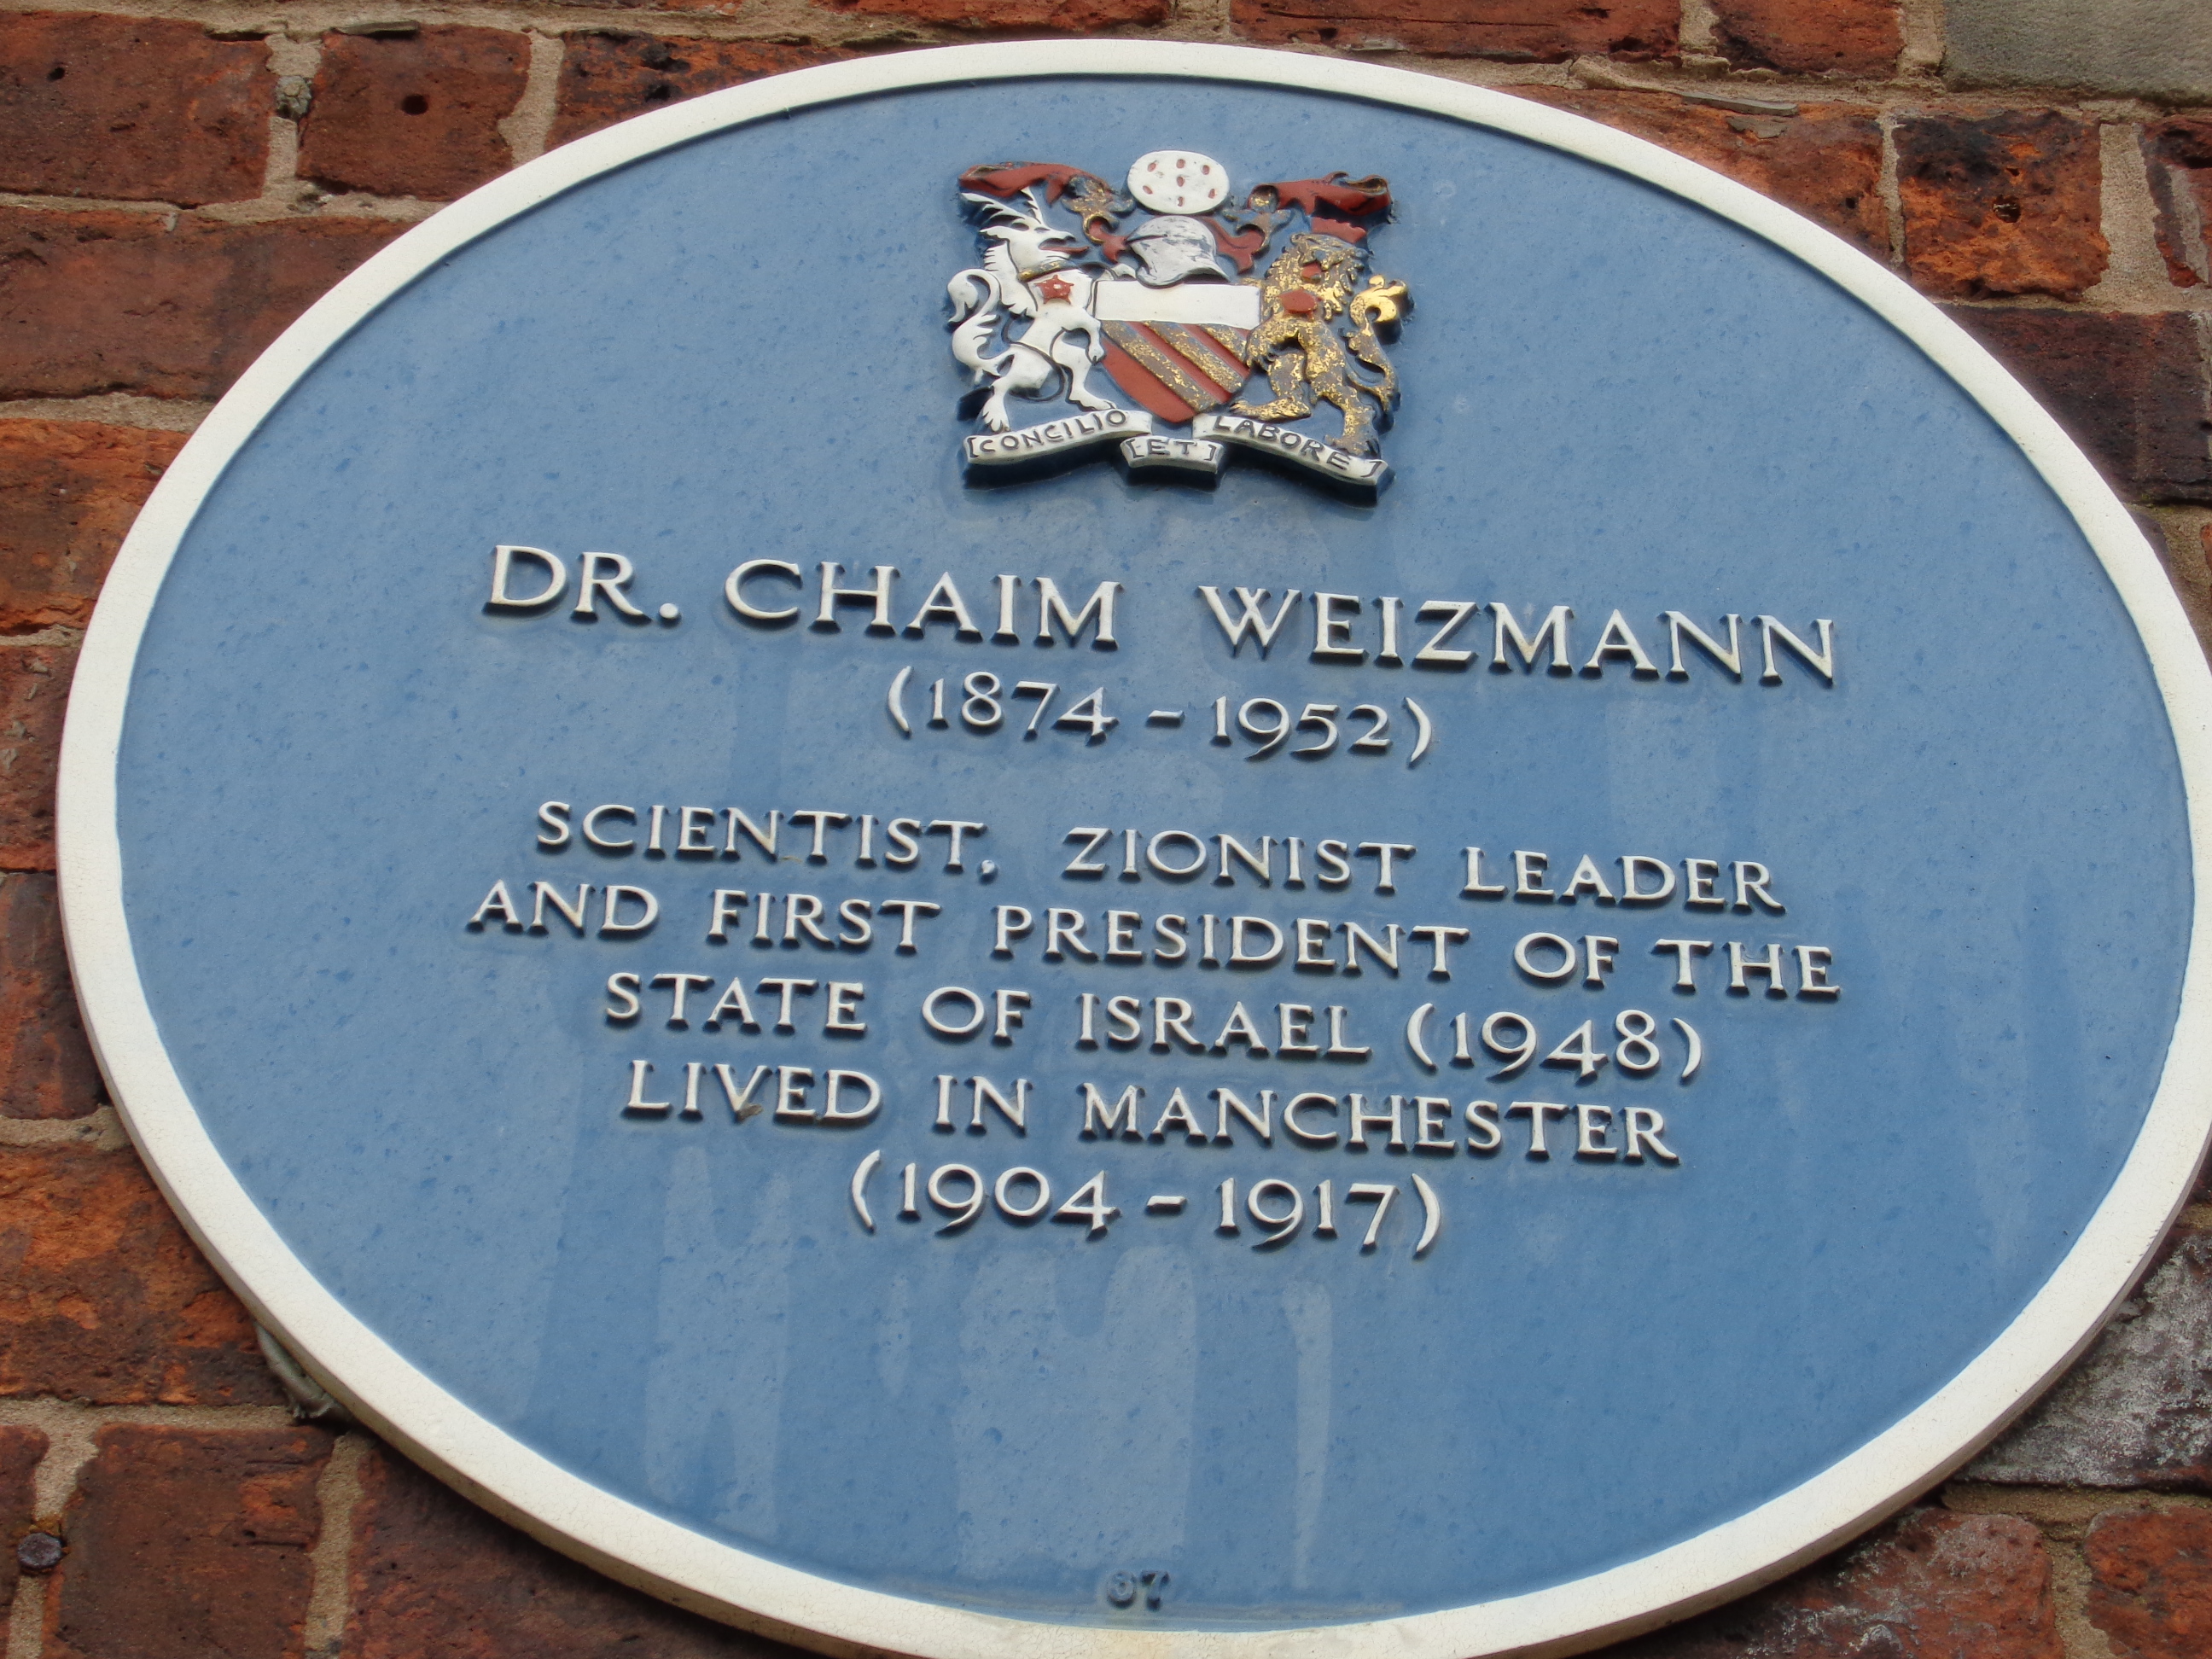 CONCILIO ET LABORE
DR. CHAIM WEIZMANN
(1874 - 1952)
SCIENTIST, ZIONIST LEADER
AND FIRST PRESIDENT OF THE
STATE OF ISRAEL (1948)
LIVED IN MANCHESTER
(1904 - 1917)
67